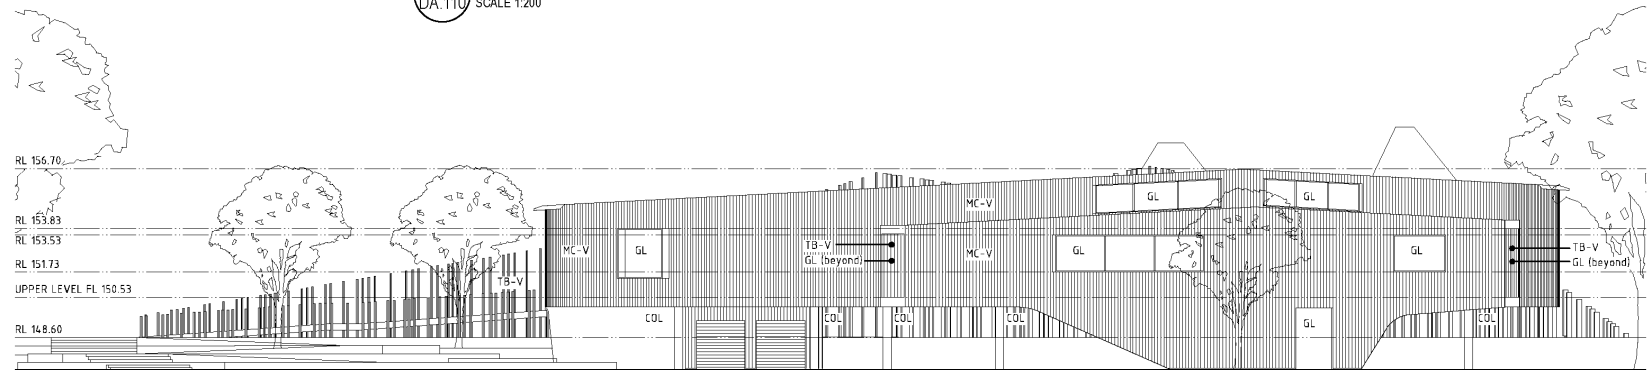 DA.110 SCALE 1:200
RL 156.70
RL 153.83
RL 153.53
RL 151.73
UPPER LEVEL FL 150.53
RL 148.60
TB-V
MC-V
GL
TB-V
GL (beyond)
MC-V
MC-V
GL
GL
GL
GL
TB-V
GL (beyond)
COL
COL
COL
COL
GL
COL